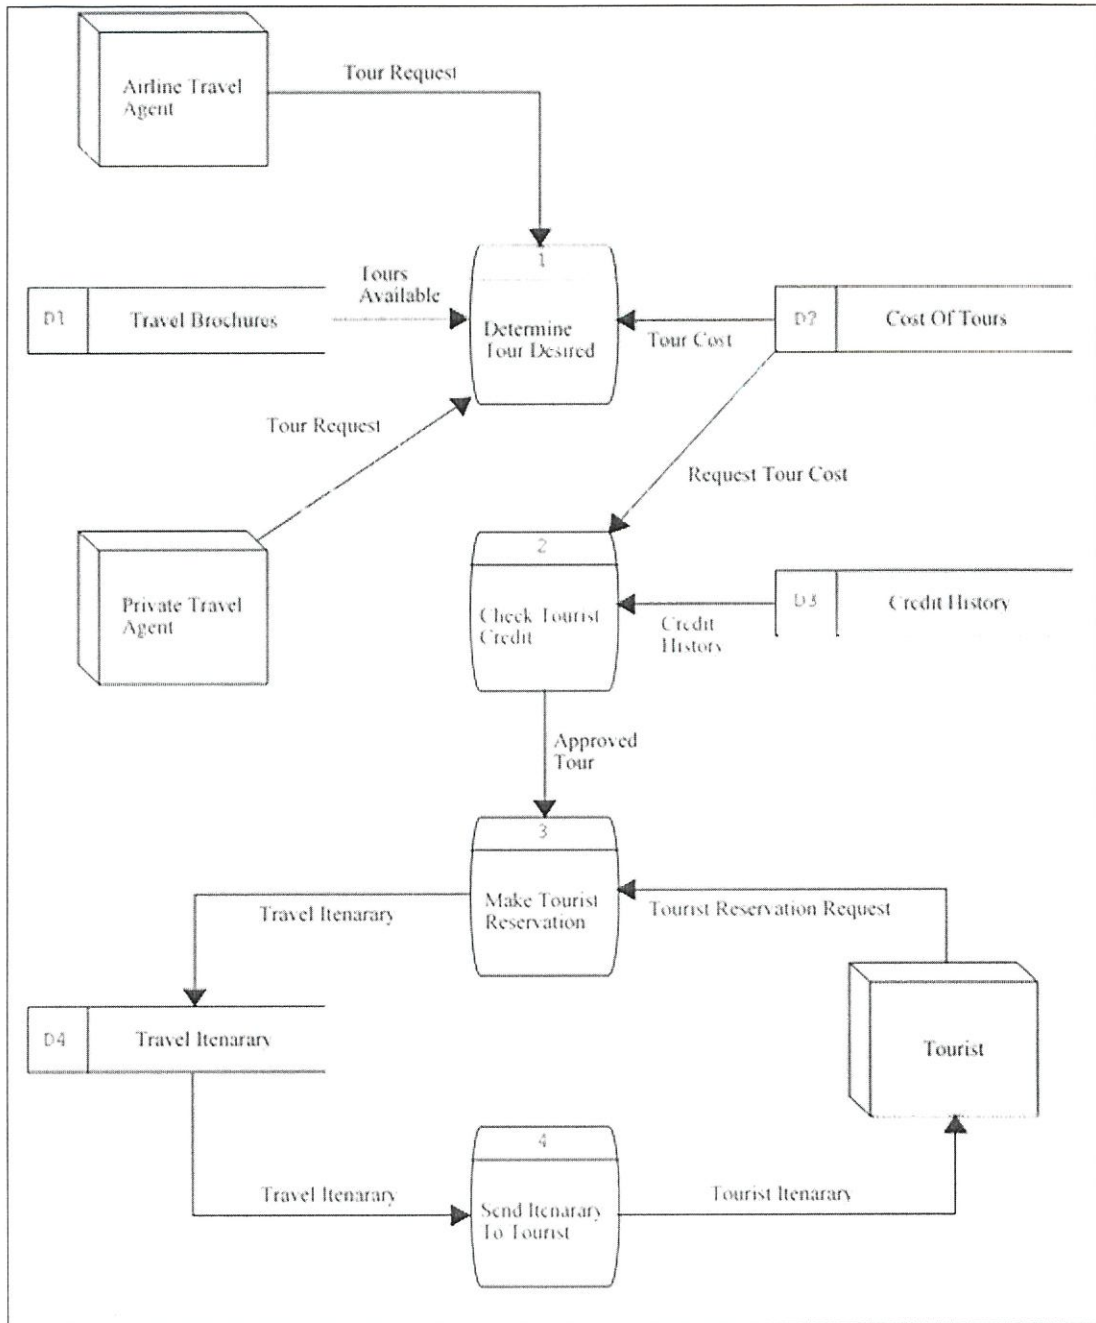 Airline Travel
Agent
Tour Request
1
Determine
Tour Desired
Tours
Available
D1
Travel Brochures
D2
Cost Of Tours
Tour Cost
Tour Request
Request Tour Cost
Private Travel
Agent
2
Check Tourist
Credit
D3
Credit History
Credit
History
Approved
Tour
3
Make Tourist
Reservation
Travel Itenarary
Tourist Reservation Request
D4
Travel Itenarary
Tourist
4
Send Itenarary
To Tourist
Travel Itenarary
Tourist Itenarary